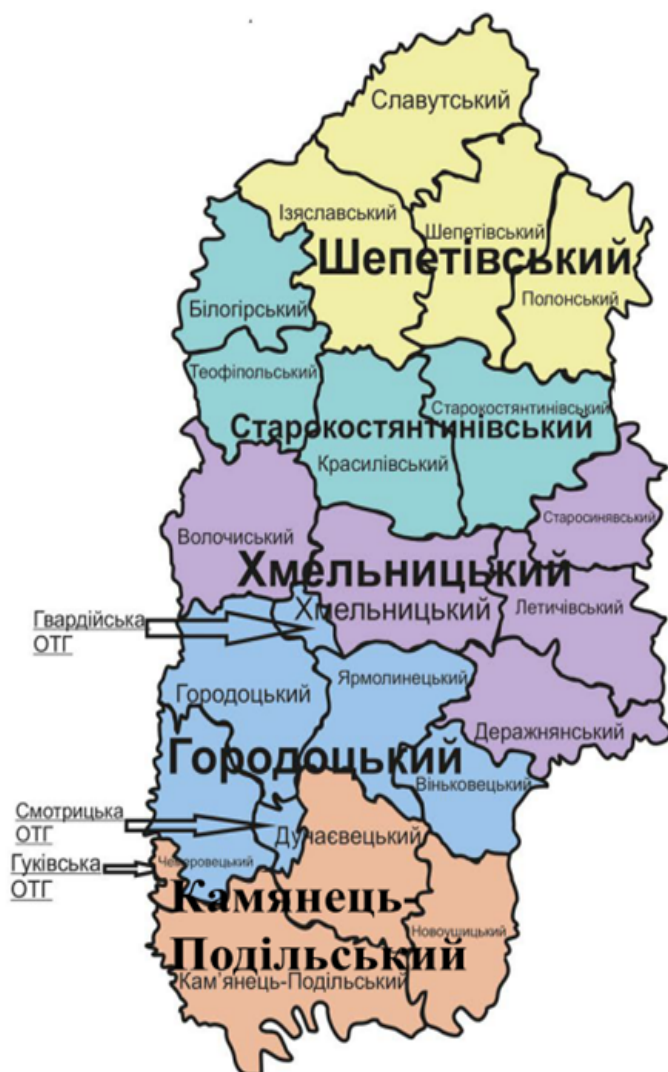 Славутський
Ізяславський
Шепетівський
Шепетівський
Полонський
Білогірський
Теофіпольський
Старокостянтинівський
Старокостянтинівський
Красилівський
Старосинявський
Волочиський
Хмельницький
Хмельницький
Летичівський
Гвардійська
ОТГ
Ярмолинецький
Городоцький
Деражнянський
Городоцький
Віньковецький
Смотрицька
ОТГ
Дунаєвецький
Гуківська
ОТГ
Чемеровецький
Камянець-
Подільський
Новоушицький
Кам'янець-Подільський